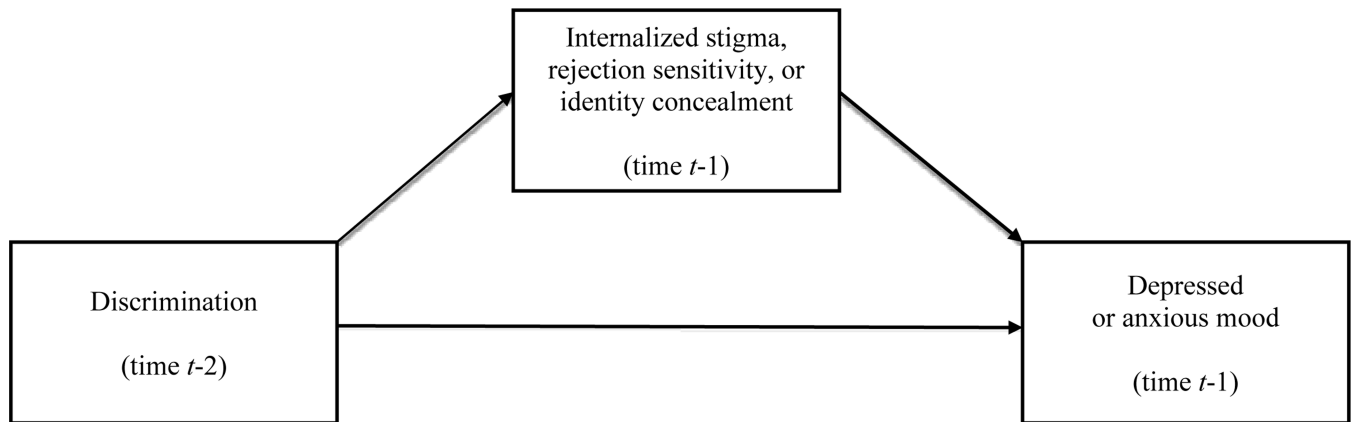 Internalized stigma,
rejection sensitivity, or
identity concealment
(time t-1)
Discrimination
(time t-2)
Depressed
or anxious mood
(time t-1)